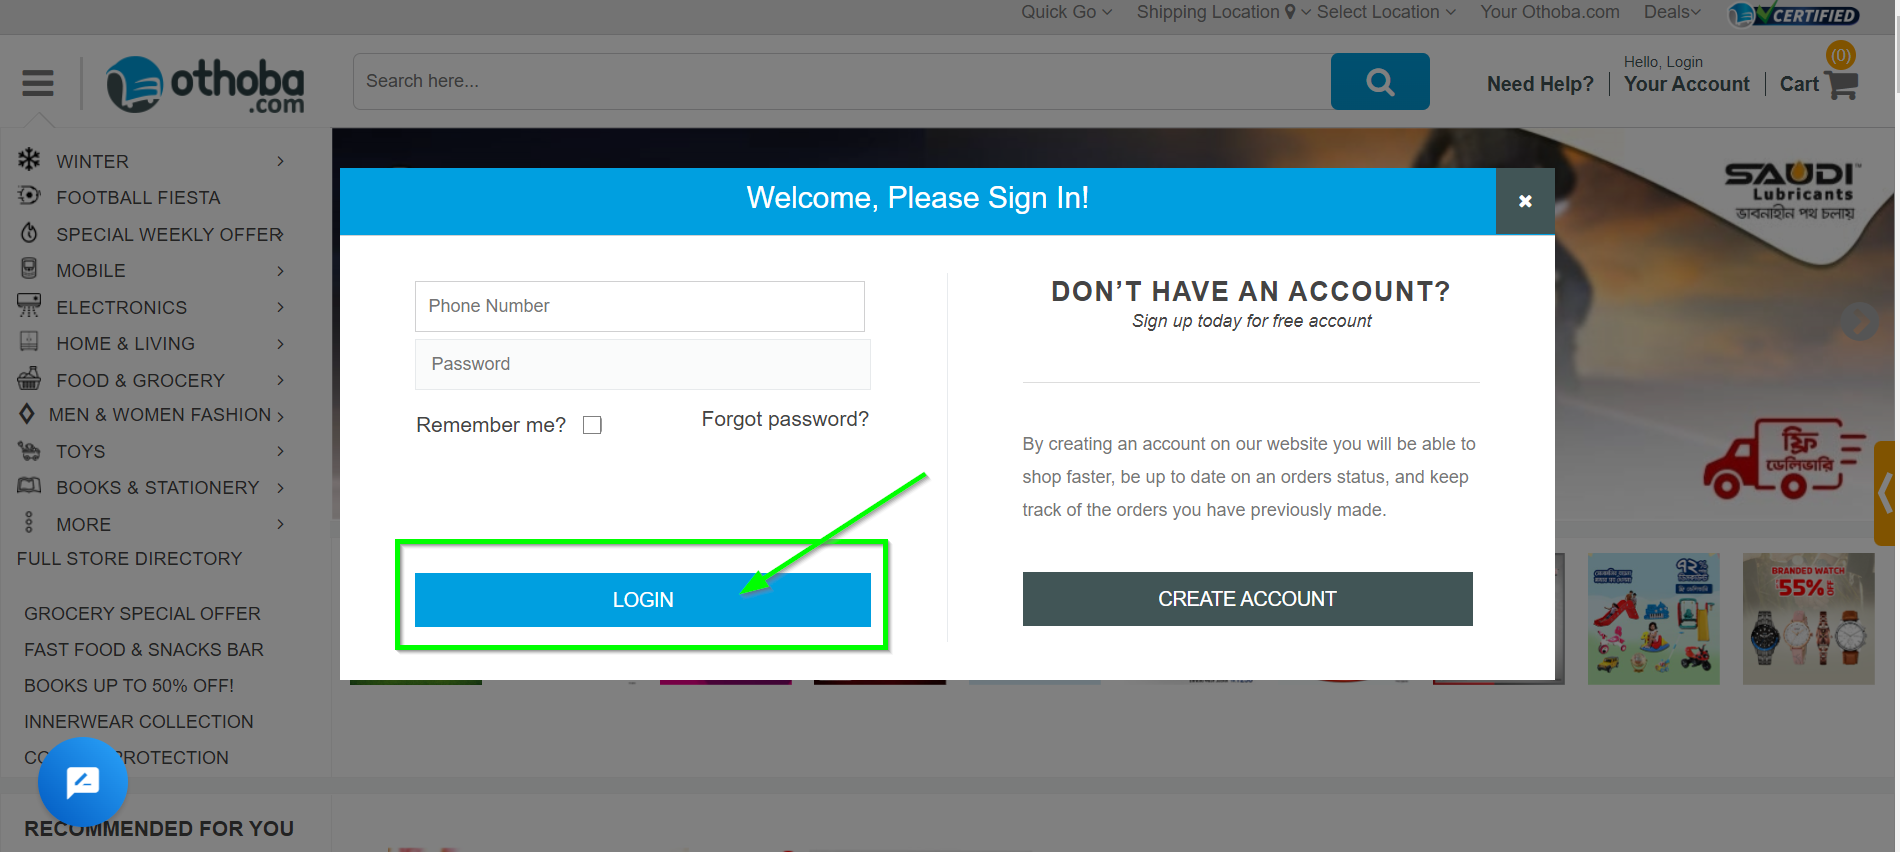 Quick Go
Shipping Location
Select Location
Your Othoba.com
Deals
CERTIFIED
othoba
.com
Search here...
Need Help?
Hello, Login
Your Account
Cart
(0)
WINTER
FOOTBALL FIESTA
SPECIAL WEEKLY OFFER
MOBILE
ELECTRONICS
HOME & LIVING
FOOD & GROCERY
MEN & WOMEN FASHION
TOYS
BOOKS & STATIONERY
MORE
FULL STORE DIRECTORY
GROCERY SPECIAL OFFER
FAST FOOD & SNACKS BAR
BOOKS UP TO 50% OFF!
INNERWEAR COLLECTION
RECOMMENDED FOR YOU
SAUDI
Lubricants
ভাবনাহীন পথ চলায়
Welcome, Please Sign In!
Phone Number
Password
Remember me?
Forgot password?
LOGIN
DON’T HAVE AN ACCOUNT?
Sign up today for free account
By creating an account on our website you will be able to
shop faster, be up to date on an orders status, and keep
track of the orders you have previously made.
CREATE ACCOUNT
ফ্রি
ডেলিভারি
৭২%
BRANDED WATCH
55% OFF